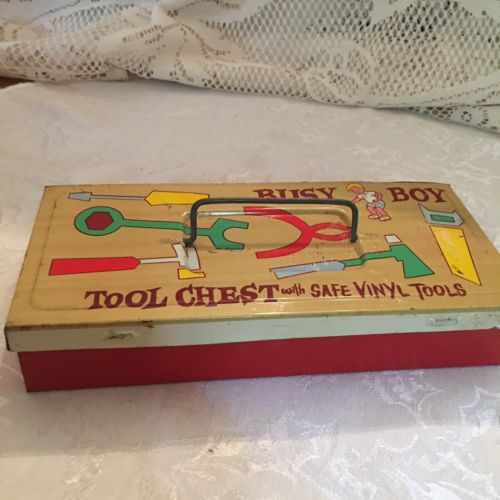 BUSY BOY
TOOL CHEST with SAFE VINYL TOOLS